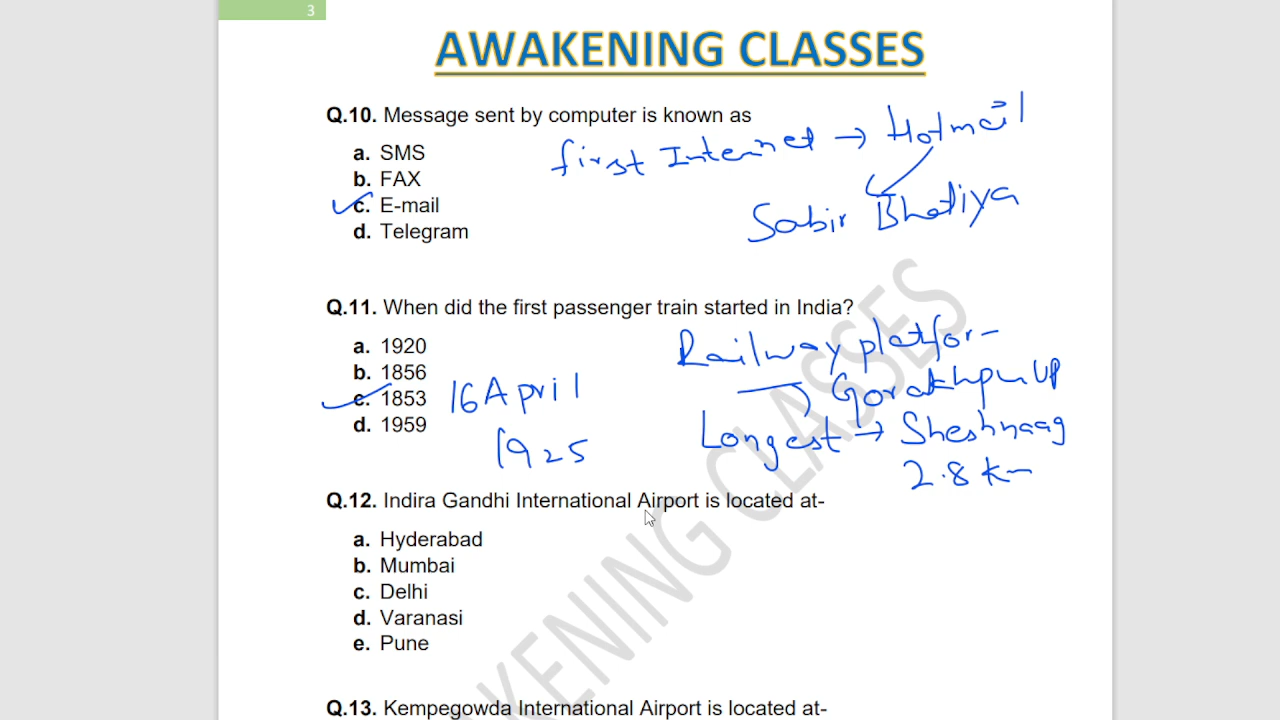 3
AWAKENING CLASSES
Q.10. Message sent by computer is known as
a. SMS
b. FAX
c. E-mail
d. Telegram
first Internet → Hotmail
Sabir Bhatiya
Q.11. When did the first passenger train started in India?
a. 1920
b. 1856
c. 1853
d. 1959
16 April
1925
Railway platfor
Gorakhpur UP
Longest → Sheshnaag
2.8 km
Q.12. Indira Gandhi International Airport is located at-
a. Hyderabad
b. Mumbai
c. Delhi
d. Varanasi
e. Pune
Q.13. Kempegowda International Airport is located at-
AWAKENING CLASSES